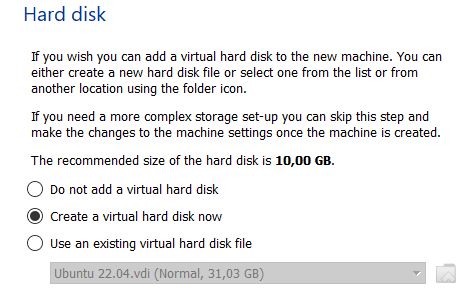 Hard disk
If you wish you can add a virtual hard disk to the new machine. You can
either create a new hard disk file or select one from the list or from
another location using the folder icon.
If you need a more complex storage set-up you can skip this step and
make the changes to the machine settings once the machine is created.
The recommended size of the hard disk is 10,00 GB.
Do not add a virtual hard disk
Create a virtual hard disk now
Use an existing virtual hard disk file
Ubuntu 22.04.vdi (Normal, 31,03 GB)